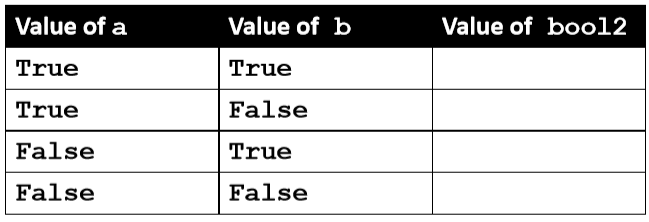 Value of a Value of b Value of bool2
True True
True False
False True
False False